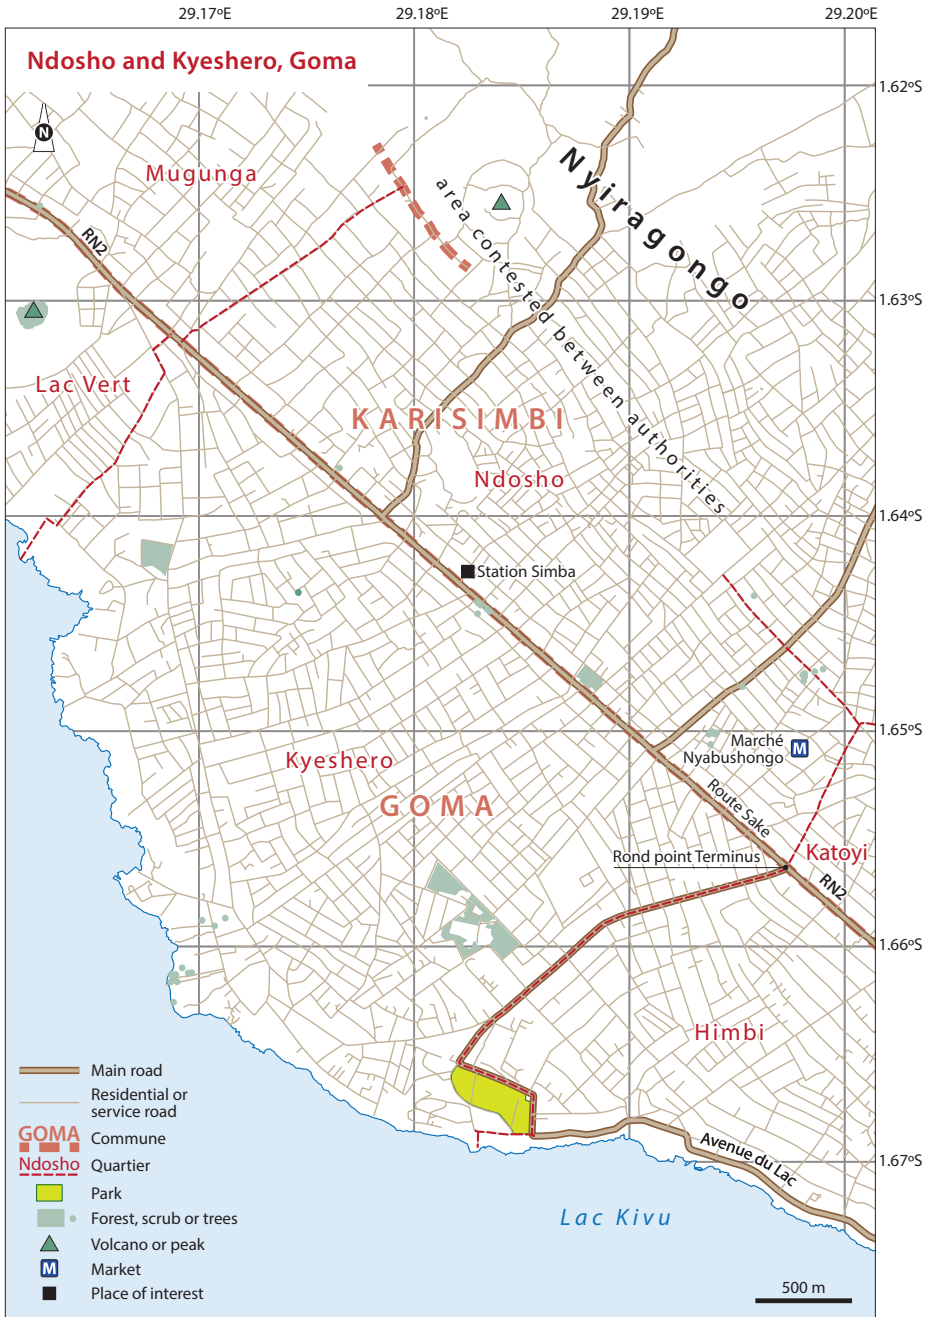 29.17ºE
29.18ºE
29.19ºE
29.20ºE
Ndosho and Kyeshero, Goma
1.62ºS
N
Mugunga
Nyiragongo
area contested between authorities
RN2
1.63ºS
Lac Vert
KARISIMBI
Ndosho
1.64ºS
Station Simba
1.65ºS
Marché
Nyabushongo
M
Kyeshero
Route Sake
GOMA
Rond point Terminus
Katoyi
RN2
1.66ºS
Himbi
Main road
Residential or
service road
GOMA Commune
Ndosho Quartier
Park
Forest, scrub or trees
Volcano or peak
M Market
Place of interest
Avenue du Lac
1.67ºS
Lac Kivu
500 m